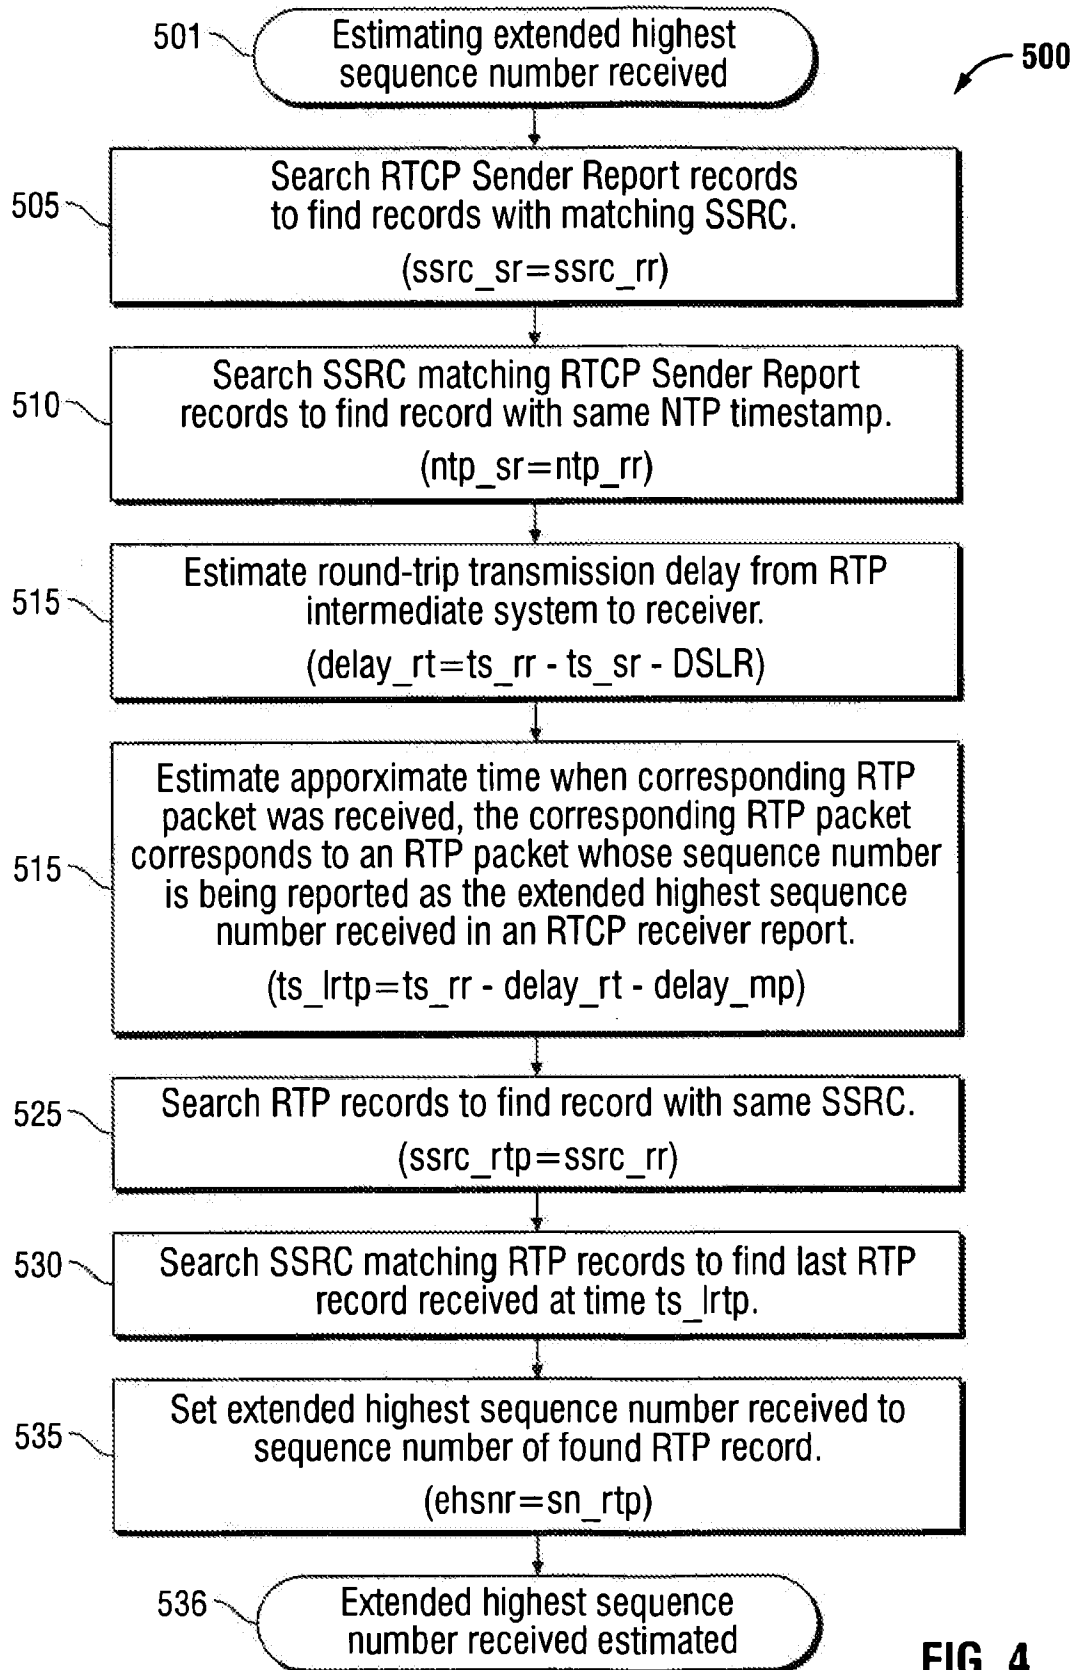 501
Estimating extended highest
sequence number received
500
505
Search RTCP Sender Report records
to find records with matching SSRC.
(ssrc_sr=ssrc_rr)
510
Search SSRC matching RTCP Sender Report
records to find record with same NTP timestamp.
(ntp_sr=ntp_rr)
515
Estimate round-trip transmission delay from RTP
intermediate system to receiver.
(delay_rt=ts_rr - ts_sr - DSLR)
515
Estimate apporximate time when corresponding RTP
packet was received, the corresponding RTP packet
corresponds to an RTP packet whose sequence number
is being reported as the extended highest sequence
number received in an RTCP receiver report.
(ts_lrtp=ts_rr - delay_rt - delay_mp)
525
Search RTP records to find record with same SSRC.
(ssrc_rtp=ssrc_rr)
530
Search SSRC matching RTP records to find last RTP
record received at time ts_lrtp.
535
Set extended highest sequence number received to
sequence number of found RTP record.
(ehsnr=sn_rtp)
536
Extended highest sequence
number received estimated
FIG. 4